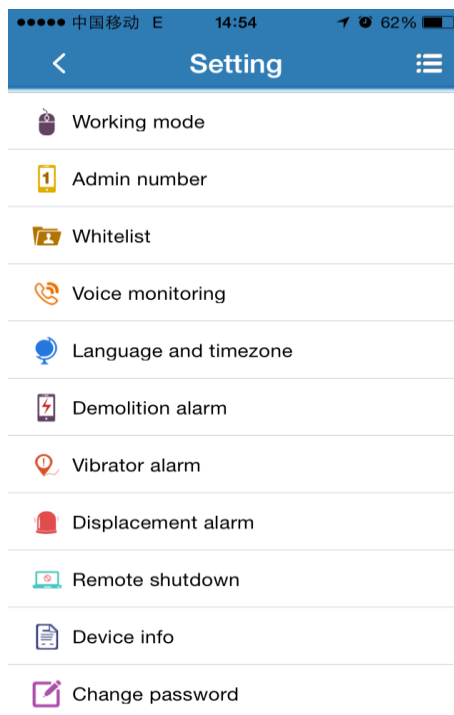 中国移动 E 14:54 62%
Setting
Working mode
1 Admin number
Whitelist
Voice monitoring
Language and timezone
Demolition alarm
Vibrator alarm
Displacement alarm
Remote shutdown
Device info
Change password